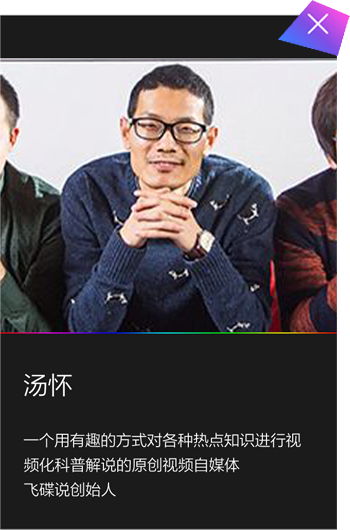 汤怀
一个用有趣的方式对各种热点知识进行视
频化科普解说的原创视频自媒体
飞碟说创始人